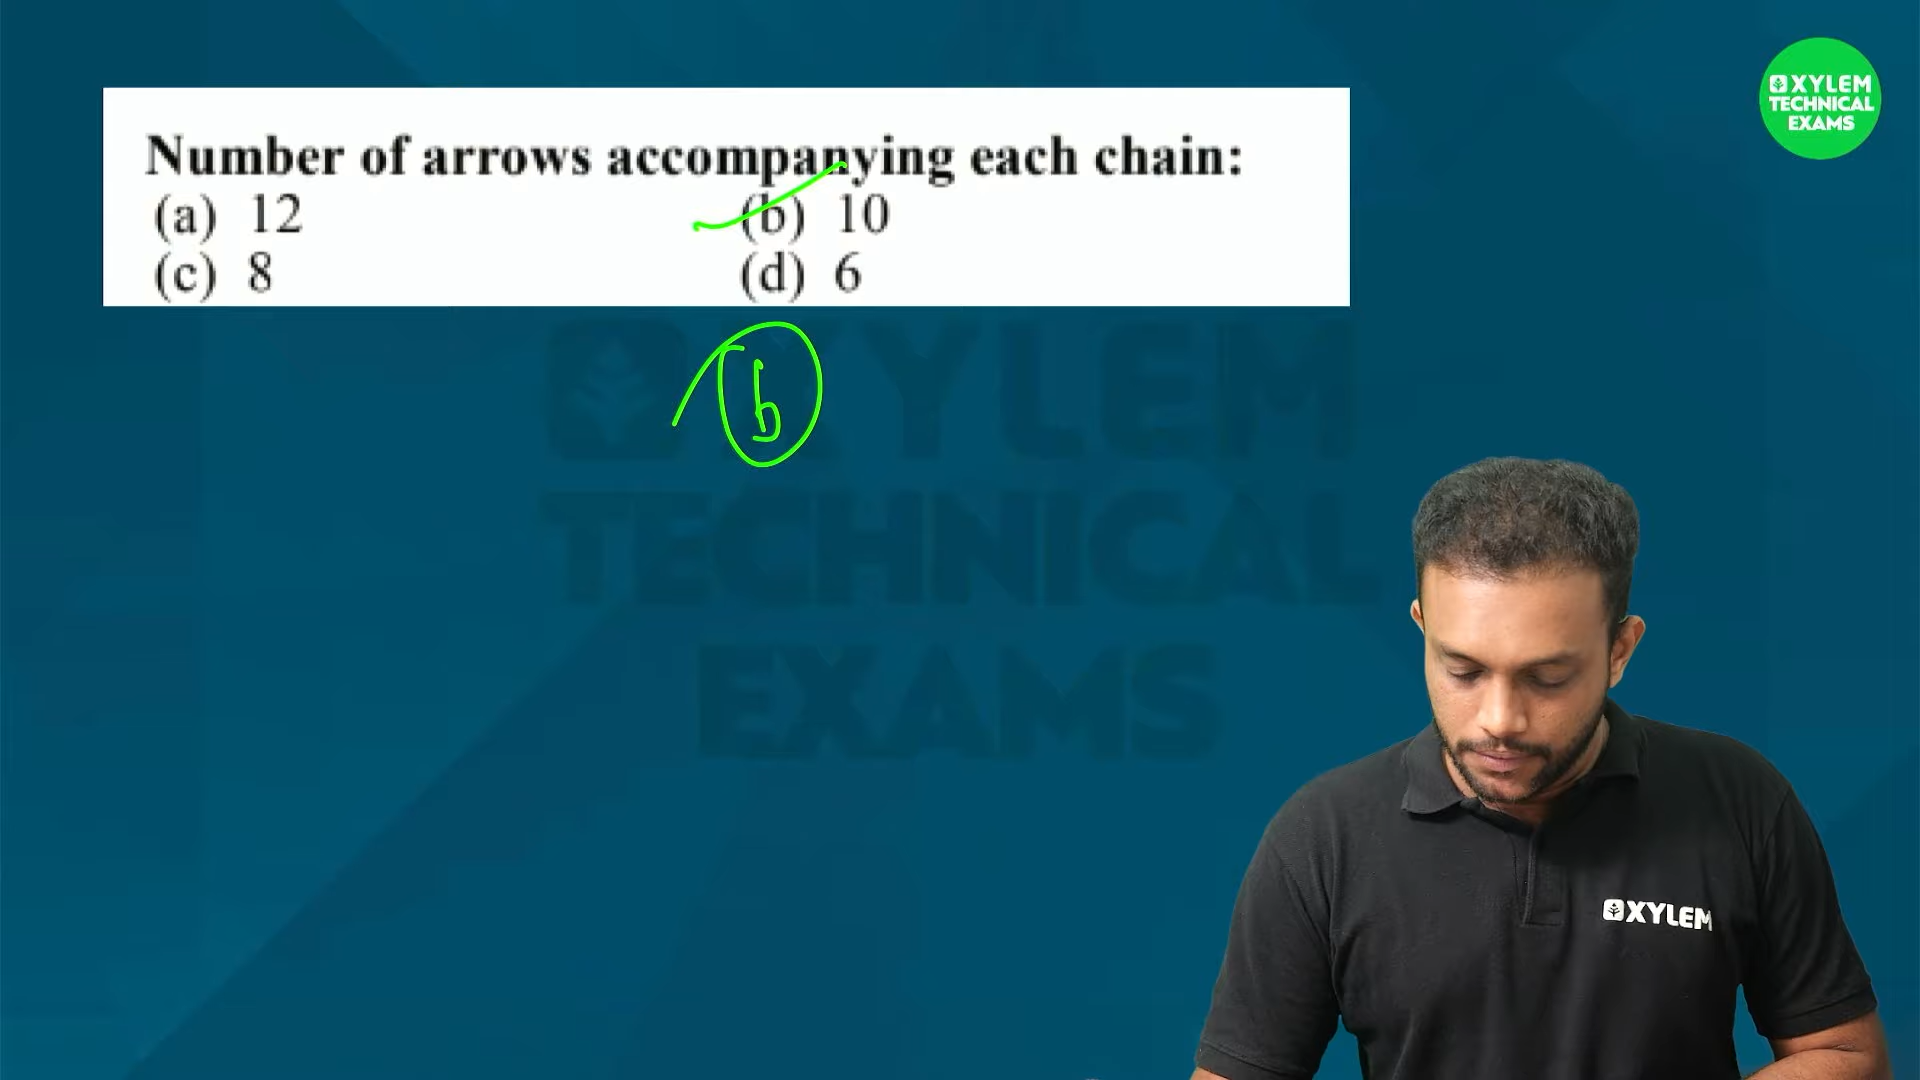 XYLEM
TECHNICAL
EXAMS
Number of arrows accompanying each chain:
(a) 12 (b) 10
(c) 8 (d) 6
b
XYLEM
TECHNICAL
EXAMS
XYLEM